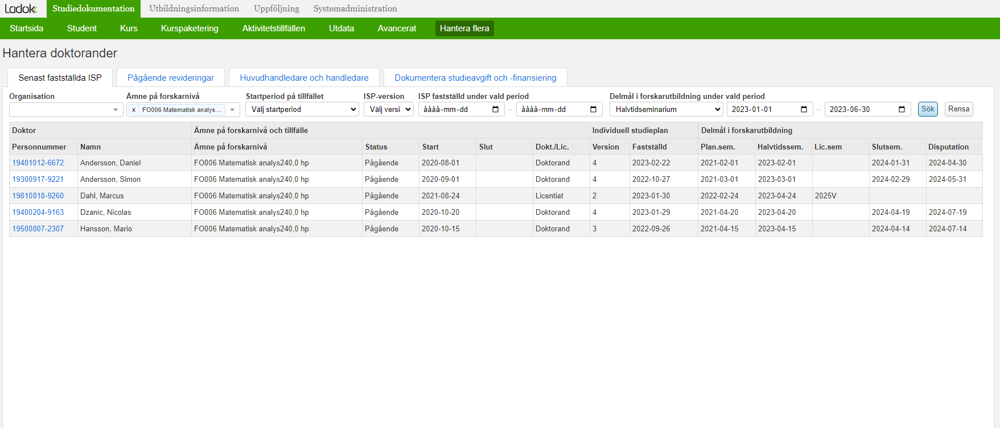 Ladok Studiedokumentation Utbildningsinformation Uppföljning Systemadministration
Startsida Student Kurs Kurspaketering Aktivitetstillfällen Utdata Avancerat Hantera flera
Hantera doktorander
Senast fastställda ISP Pågående revideringar Huvudhandledare och handledare Dokumentera studieavgift och -finansiering
Organisation Ämne på forskarnivå Startperiod på tillfället ISP-version ISP fastställd under vald period Delmål i forskarutbildning under vald period
× FO006 Matematisk analys.... Välj startperiod Välj versi åååå-mm-dd — åååå-mm-dd Halvtidseminarium 2023-01-01 — 2023-06-30 Sök Rensa
Doktor Ämne på forskarnivå och tillfälle Individuell studieplan Delmål i forskarutbildning
Personnummer Namn Ämne på forskarnivå Status Start Slut Dokt./Lic. Version Fastställd Plan.sem. Halvtidssem. Lic.sem Slutsem. Disputation
19401012-6672 Andersson, Daniel FO006 Matematisk analys240,0 hp Pågående 2020-08-01 Doktorand 4 2023-02-22 2021-02-01 2023-02-01 2024-01-31 2024-04-30
19300917-9221 Andersson, Simon FO006 Matematisk analys240,0 hp Pågående 2020-09-01 Doktorand 4 2022-10-27 2021-03-01 2023-03-01 2024-02-29 2024-05-31
19810818-9260 Dahl, Marcus FO006 Matematisk analys240,0 hp Pågående 2021-08-24 Licentiat 2 2023-01-30 2022-02-24 2023-04-24 2025V
19400204-9163 Dzanic, Nicolas FO006 Matematisk analys240,0 hp Pågående 2020-10-20 Doktorand 4 2023-01-29 2021-04-20 2023-04-20 2024-04-19 2024-07-19
19500807-2307 Hansson, Mario FO006 Matematisk analys240,0 hp Pågående 2020-10-15 Doktorand 3 2022-09-26 2021-04-15 2023-04-15 2024-04-14 2024-07-14